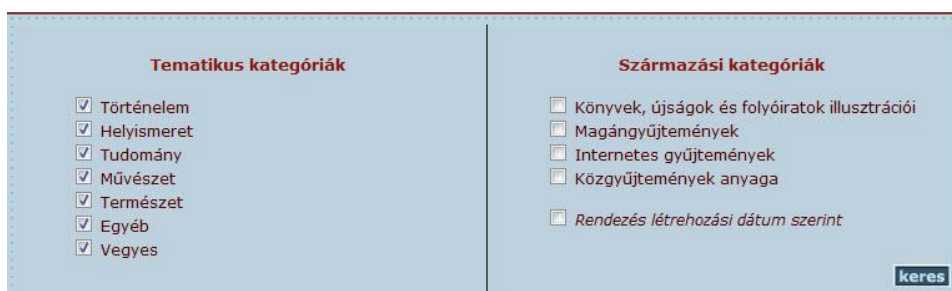 Tematikus kategóriák
Történelem
Helyismeret
Tudomány
Művészet
Természet
Egyéb
Vegyes
Származási kategóriák
Könyvek, újságok és folyóiratok illusztrációi
Magángyűjtemények
Internetes gyűjtemények
Közgyűjtemények anyaga
Rendezés létrehozási dátum szerint
keres